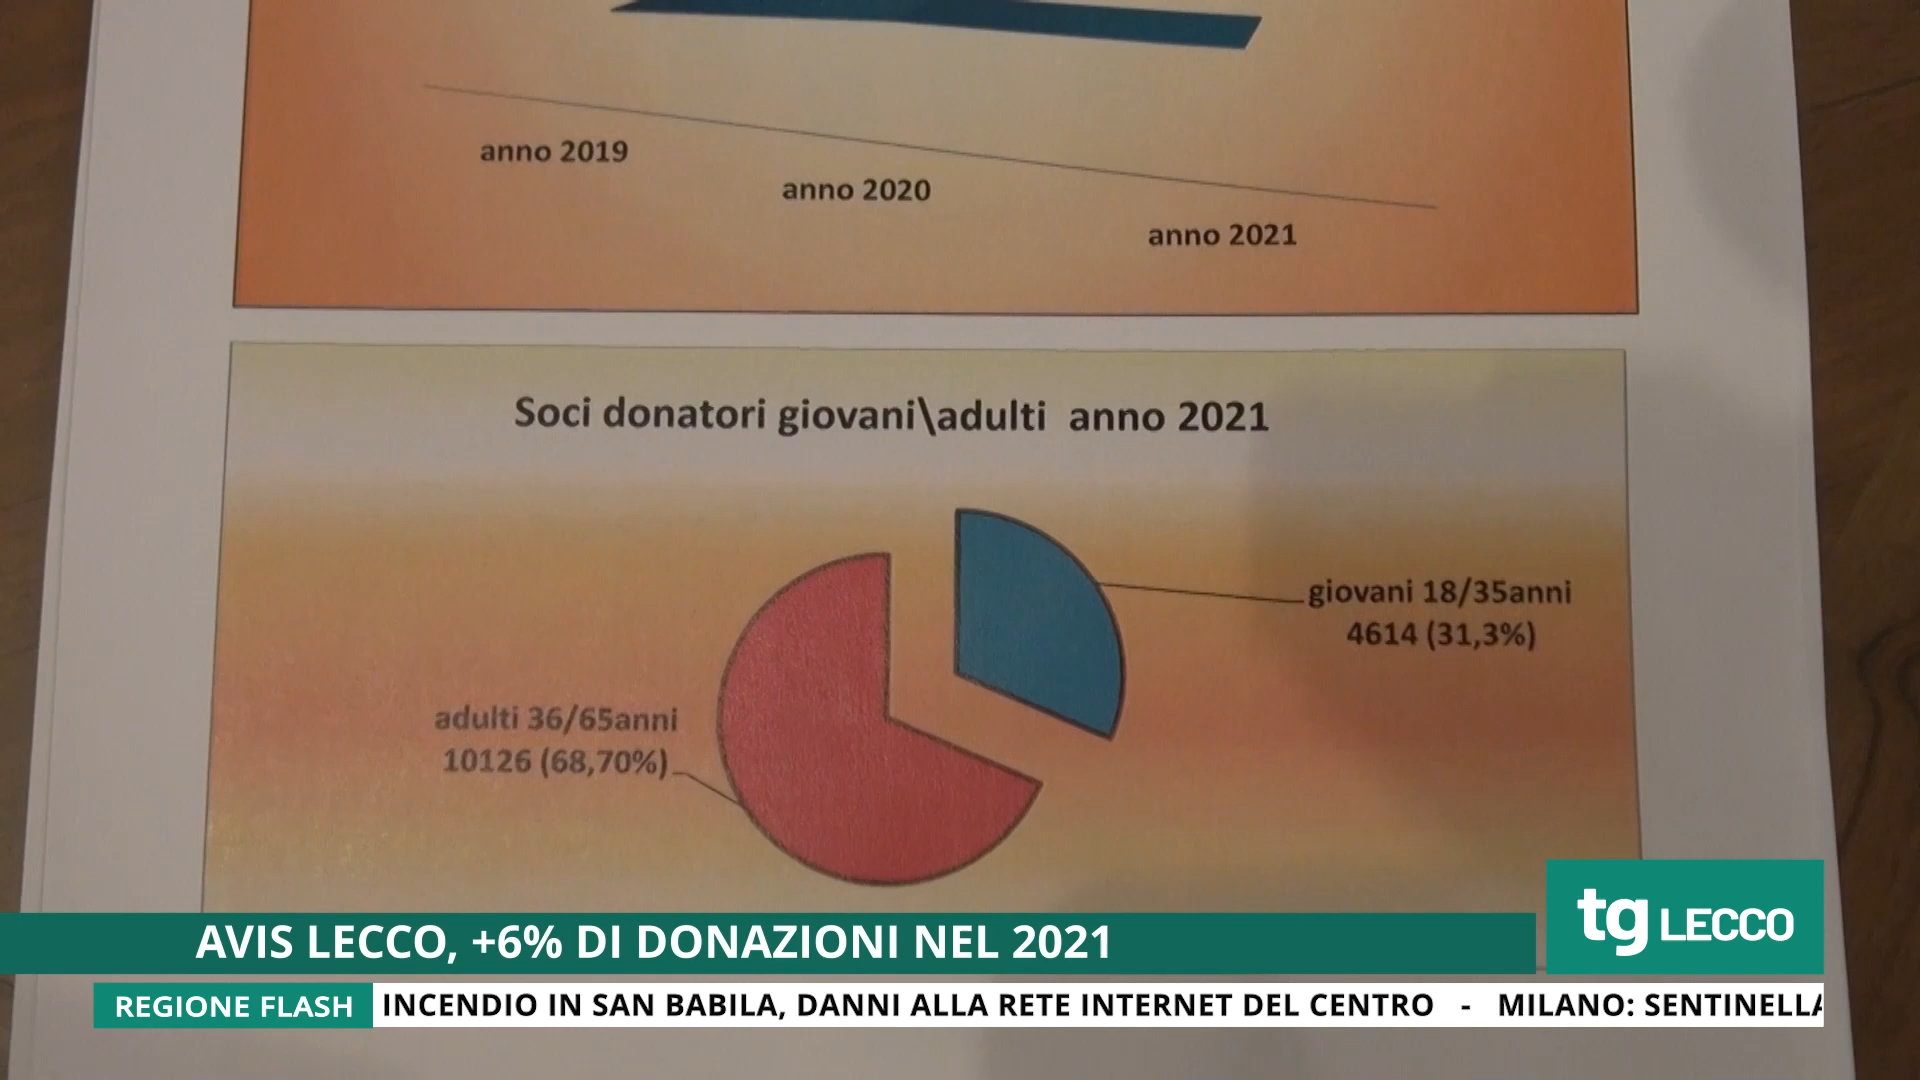 anno 2019
anno 2020
anno 2021
Soci donatori giovani\adulti anno 2021
giovani 18/35anni
4614 (31,3%)
adulti 36/65anni
10126 (68,70%)
AVIS LECCO, +6% DI DONAZIONI NEL 2021
tg LECCO
REGIONE FLASH INCENDIO IN SAN BABILA, DANNI ALLA RETE INTERNET DEL CENTRO - MILANO: SENTINELLA